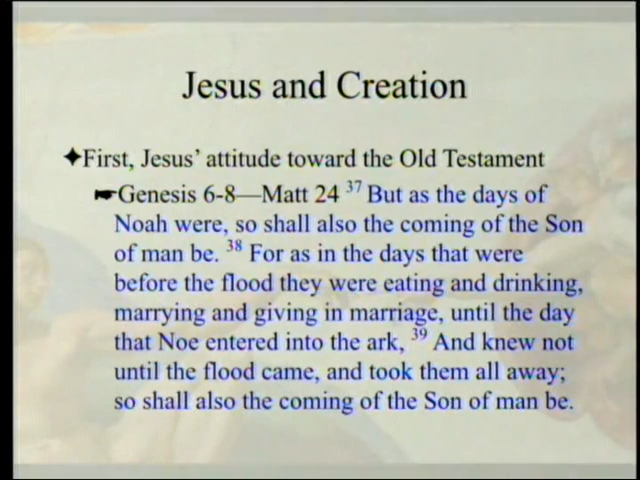 Jesus and Creation
First, Jesus' attitude toward the Old Testament
Genesis 6-8—Matt 24 37 But as the days of
Noah were, so shall also the coming of the Son
of man be. 38 For as in the days that were
before the flood they were eating and drinking,
marrying and giving in marriage, until the day
that Noe entered into the ark, 39 And knew not
until the flood came, and took them all away;
so shall also the coming of the Son of man be.